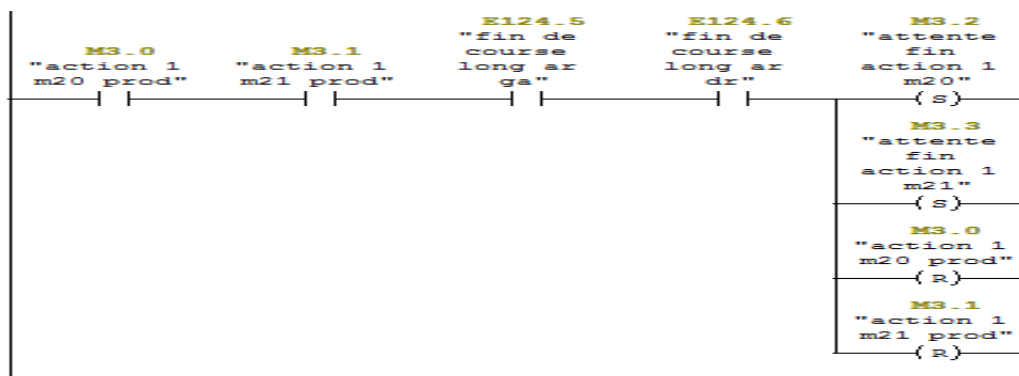 M3.0
"action 1
m20 prod"
M3.1
"action 1
m21 prod"
E124.5
"fin de
course
long ar
ga"
E124.6
"fin de
course
long ar
dr"
M3.2
"attente
fin
action 1
m20"
S
M3.3
"attente
fin
action 1
m21"
S
M3.0
"action 1
m20 prod"
R
M3.1
"action 1
m21 prod"
R